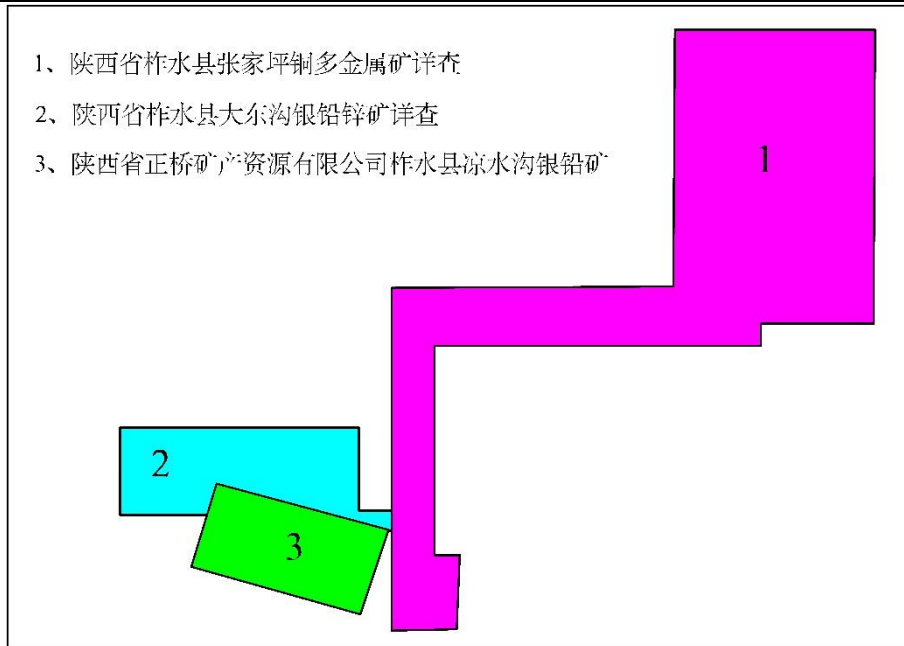 1、陕西省柞水县张家坪铜多金属矿详查
2、陕西省柞水县大东沟银铅锌矿详查
3、陕西省正桥矿产资源有限公司柞水县凉水沟银铅矿
1
2
3